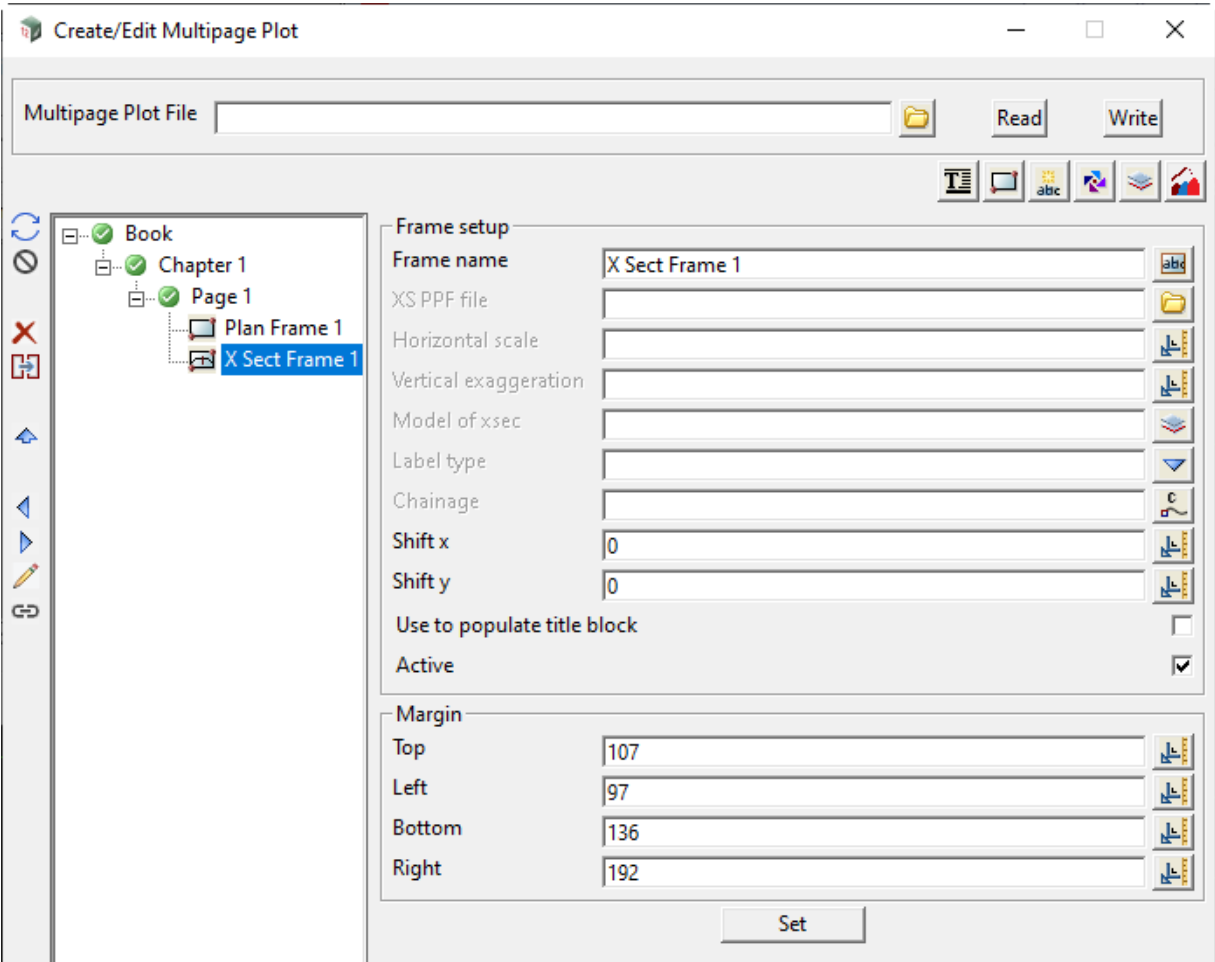 Create/Edit Multipage Plot
Multipage Plot File
Read
Write
T
abc
Book
Chapter 1
Page 1
Plan Frame 1
X Sect Frame 1
Frame setup
Frame name
X Sect Frame 1
abc
XS PPF file
Horizontal scale
Vertical exaggeration
Model of xsec
Label type
Chainage
C
Shift x
0
Shift y
0
Use to populate title block
Active
Margin
Top
107
Left
97
Bottom
136
Right
192
Set